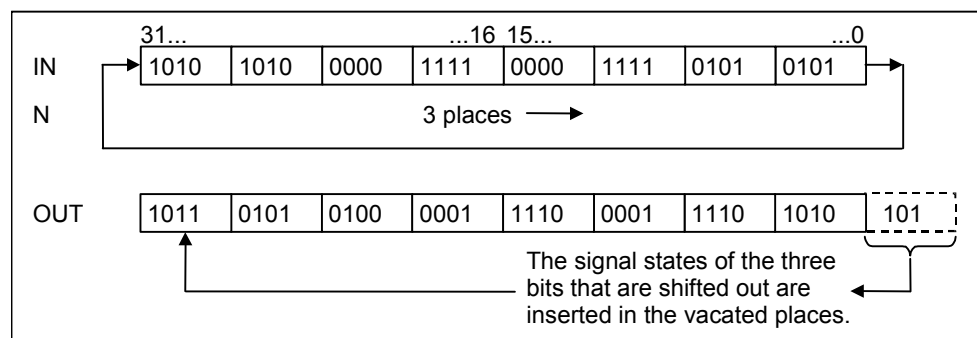 31... ...16 15... ...0
IN 1010 1010 0000 1111 0000 1111 0101 0101
N 3 places
OUT 1011 0101 0100 0001 1110 0001 1110 1010 101
The signal states of the three
bits that are shifted out are
inserted in the vacated places.